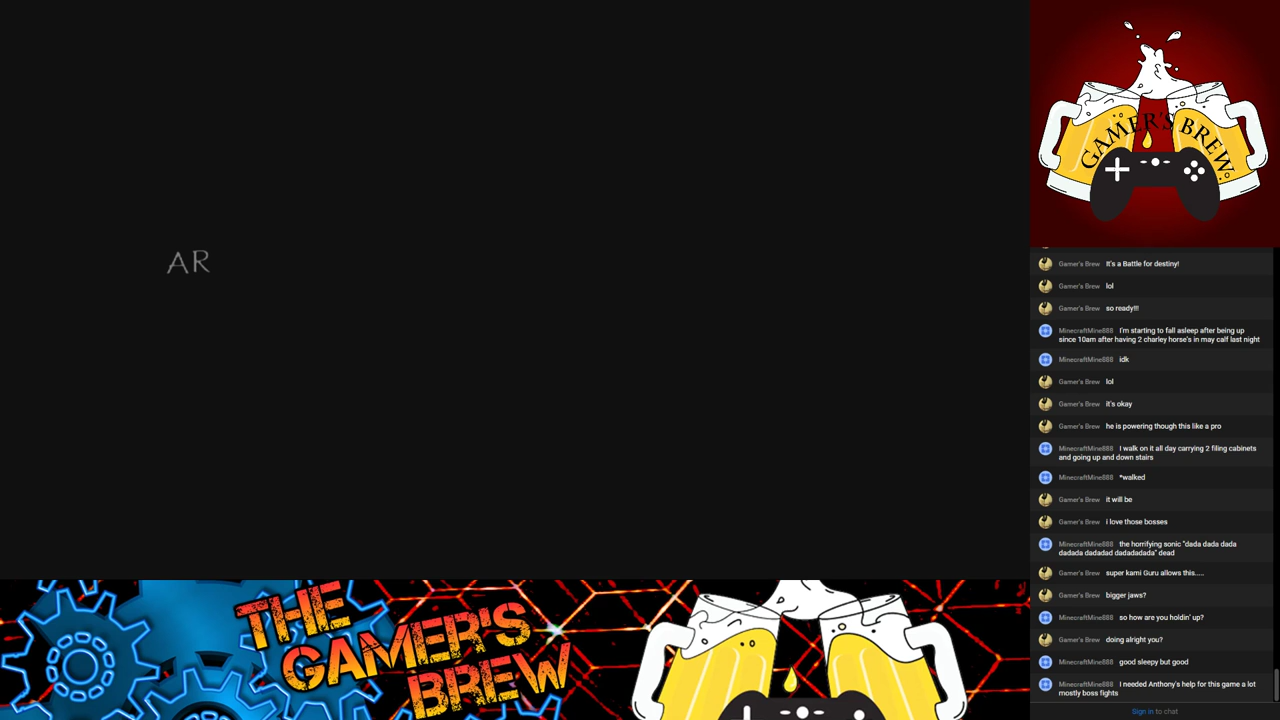 AR
GAMER'S BREW
Gamer's Brew It's a Battle for destiny!
Gamer's Brew lol
Gamer's Brew so ready!!!
MinecraftMine888 I'm starting to fall asleep after being up
since 10am after having 2 charley horse's in may calf last night
MinecraftMine888 idk
Gamer's Brew lol
Gamer's Brew it's okay
Gamer's Brew he is powering though this like a pro
MinecraftMine888 I walk on it all day carrying 2 filing cabinets
and going up and down stairs
MinecraftMine888 *walked
Gamer's Brew it will be
Gamer's Brew i love those bosses
MinecraftMine888 the horrifying sonic "dada dada dada
dadada dadadad dadadadada" dead
Gamer's Brew super kami Guru allows this.....
Gamer's Brew bigger jaws?
MinecraftMine888 so how are you holdin' up?
Gamer's Brew doing alright you?
MinecraftMine888 good sleepy but good
MinecraftMine888 I needed Anthony's help for this game a lot
mostly boss fights
Sign in to chat
THE
GAMER'S
BREW